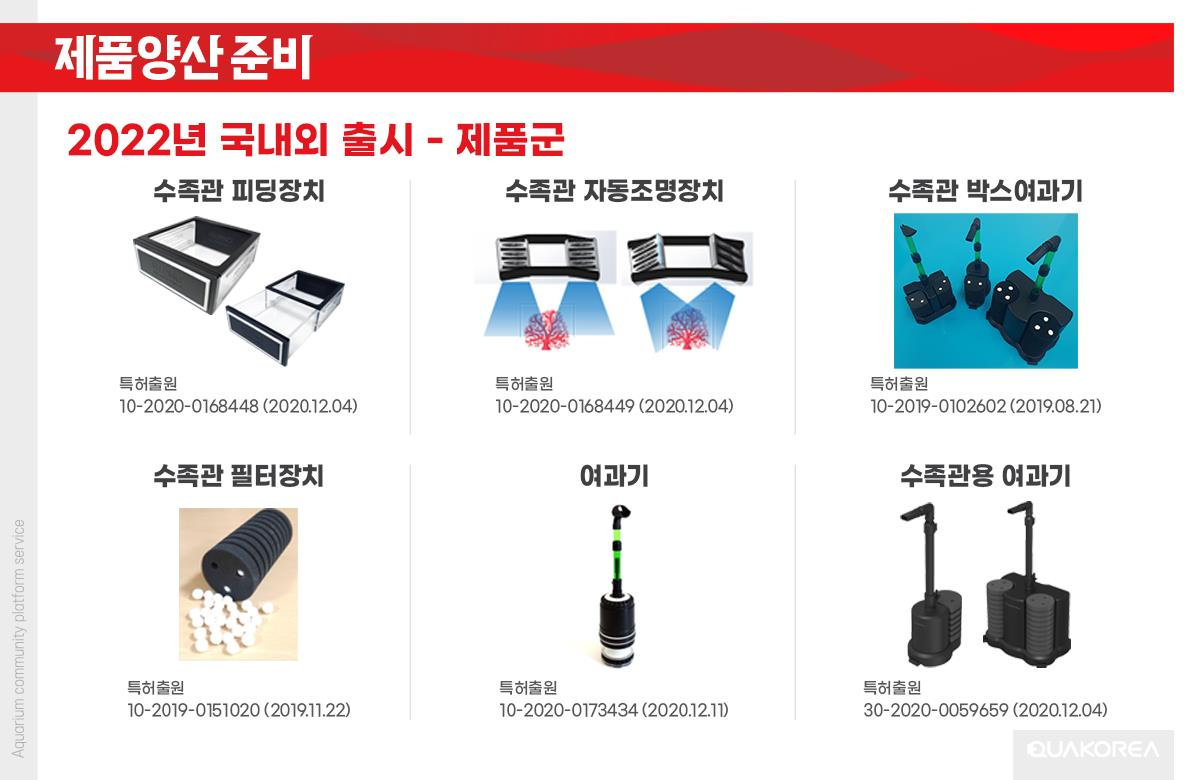 제품양산 준비
2022년 국내외 출시 - 제품군
수족관 피딩장치
특허출원
10-2020-0168448 (2020.12.04)
수족관 자동조명장치
특허출원
10-2020-0168449 (2020.12.04)
수족관 박스여과기
특허출원
10-2019-0102602 (2019.08.21)
수족관 필터장치
특허출원
10-2019-0151020 (2019.11.22)
여과기
특허출원
10-2020-0173434 (2020.12.11)
수족관용 여과기
특허출원
30-2020-0059659 (2020.12.04)
Aquarium community platform service
QUAKOREA